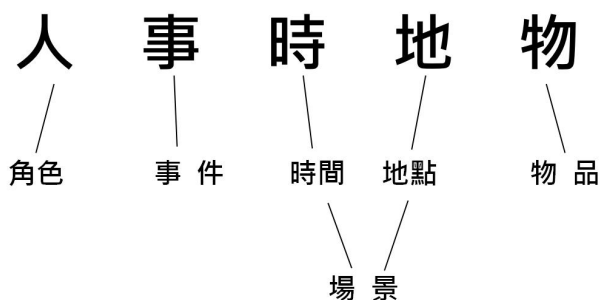 人 事 時 地 物
角色 事 件 時間 地點 物 品
場 景